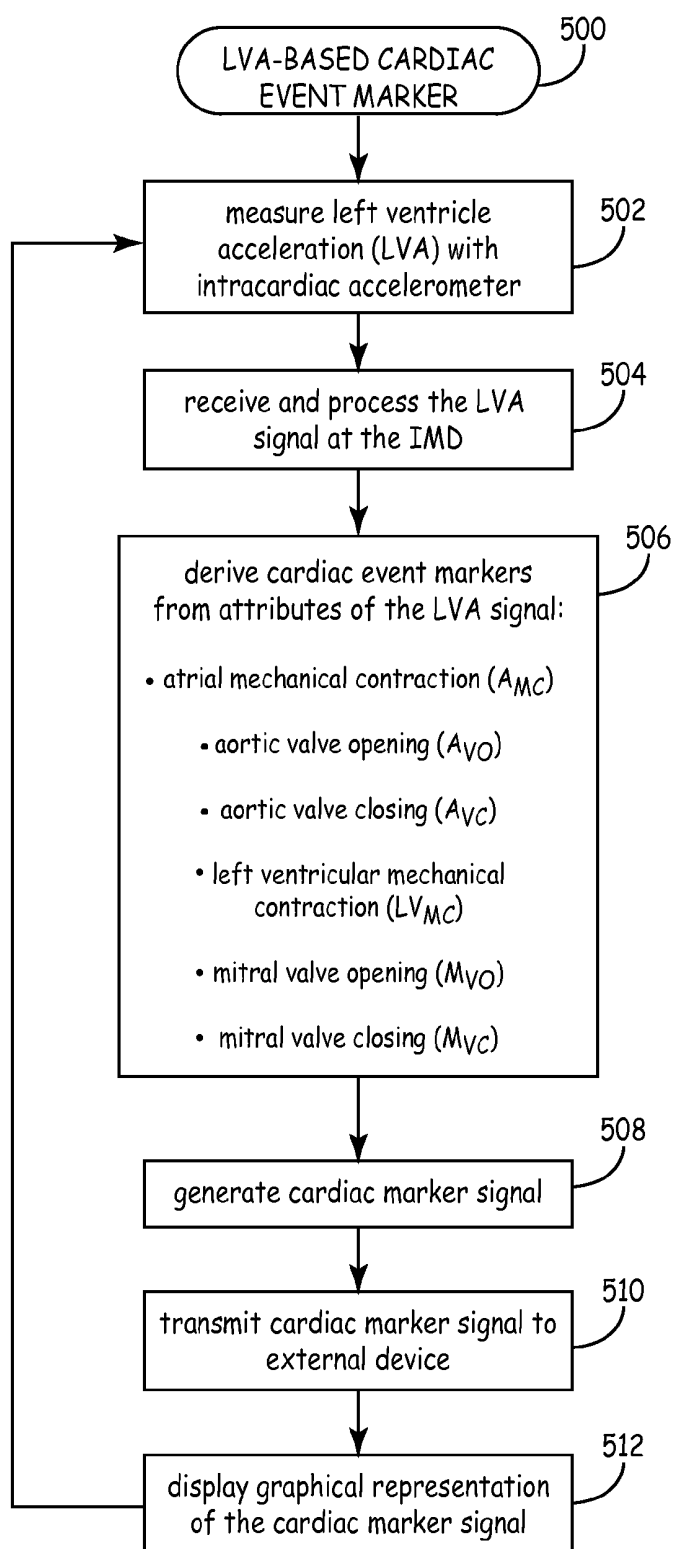 500
LVA-BASED CARDIAC
EVENT MARKER
502
measure left ventricle
acceleration (LVA) with
intracardiac accelerometer
504
receive and process the LVA
signal at the IMD
506
derive cardiac event markers
from attributes of the LVA signal:
• atrial mechanical contraction (AMC)
• aortic valve opening (AVO)
• aortic valve closing (AVC)
• left ventricular mechanical
contraction (LVMC)
• mitral valve opening (MVO)
• mitral valve closing (MVC)
508
generate cardiac marker signal
510
transmit cardiac marker signal to
external device
512
display graphical representation
of the cardiac marker signal